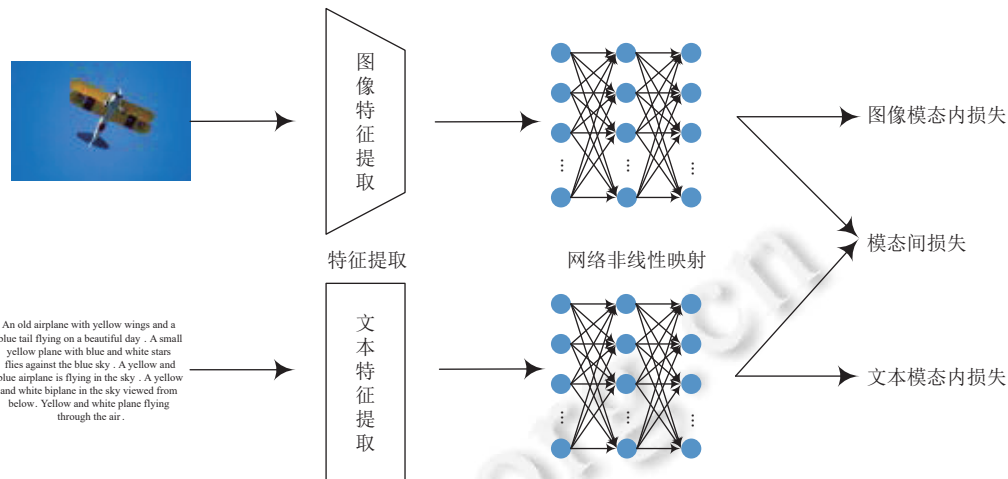 图像特征提取
图像模态内损失
模态间损失
特征提取
网络非线性映射
An old airplane with yellow wings and a
blue tail flying on a beautiful day . A small
yellow plane with blue and white stars
flies against the blue sky . A yellow and
blue airplane is flying in the sky . A yellow
and white biplane in the sky viewed from
below. Yellow and white plane flying
through the air .
文本特征提取
文本模态内损失